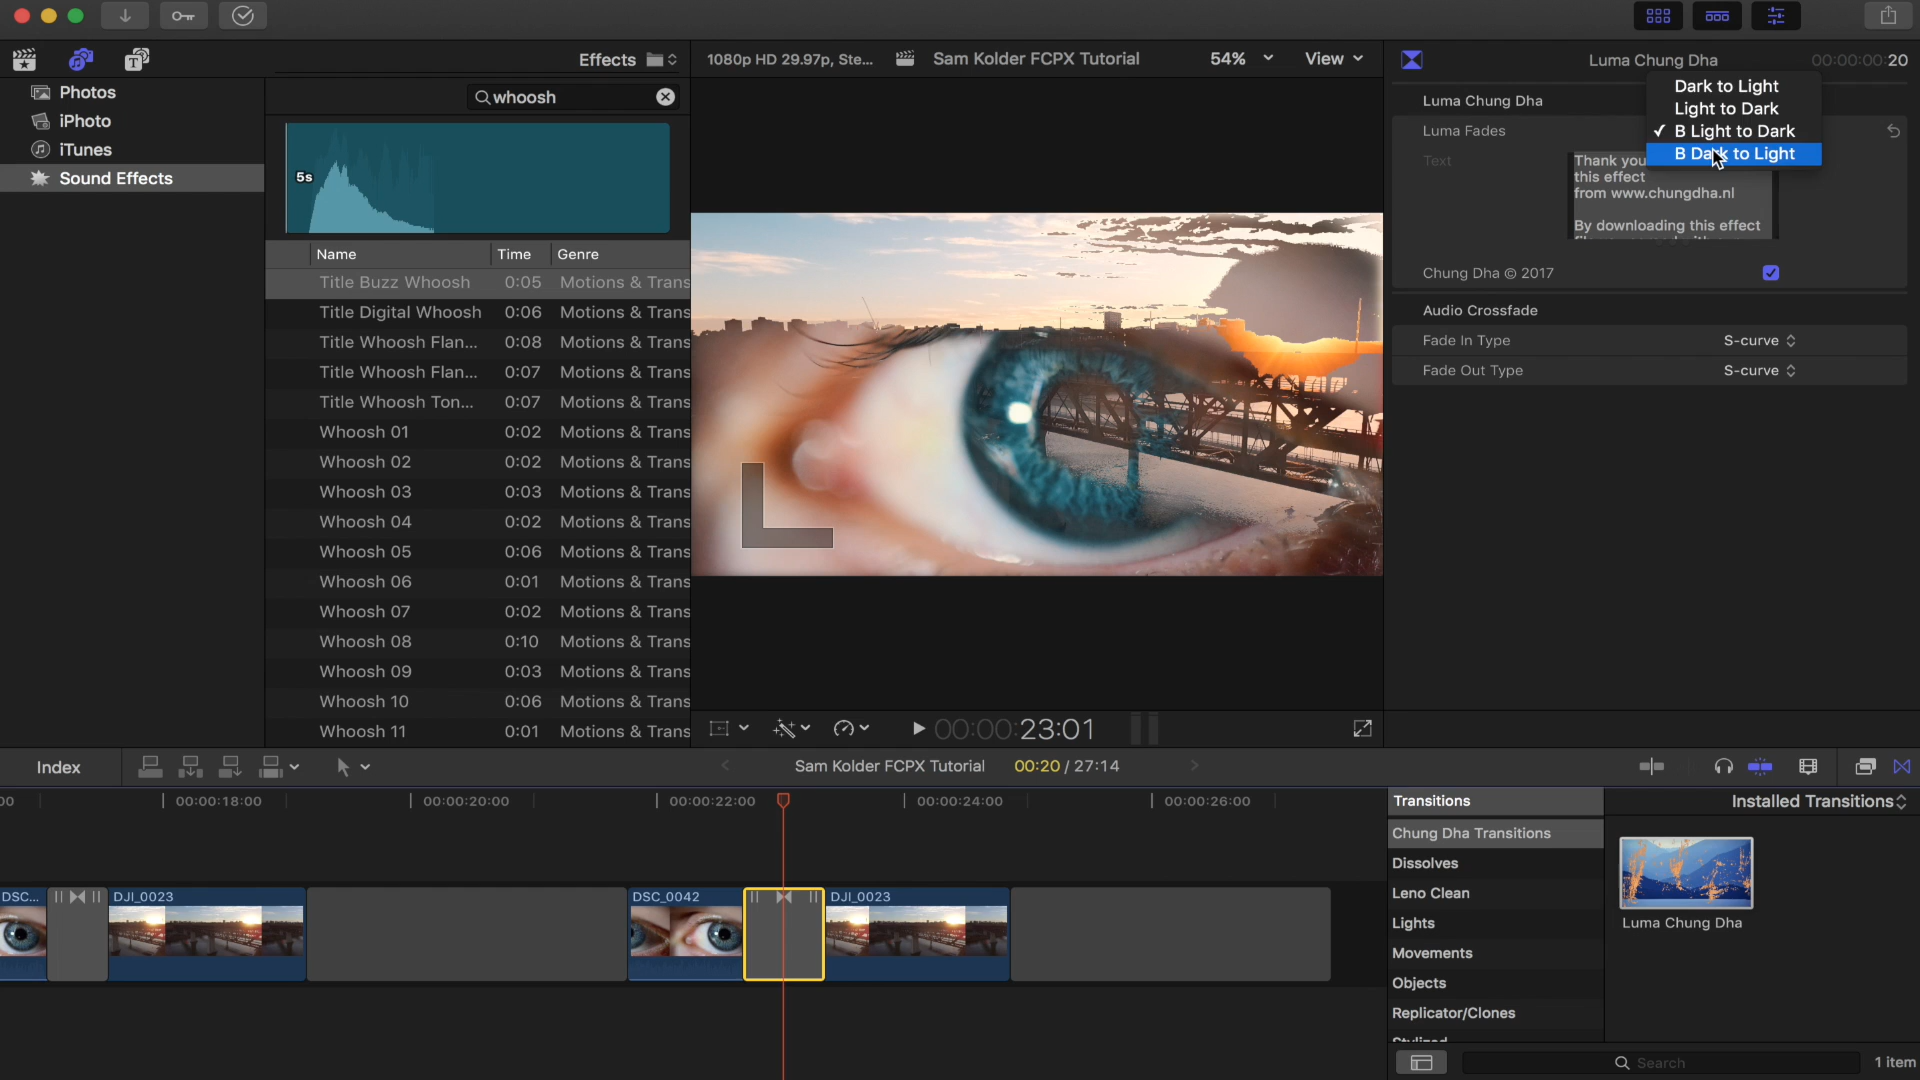 Effects
1080p HD 29.97p, Ste...
Sam Kolder FCPX Tutorial
54%
View
Luma Chung Dha
00:00:00:20
Photos
iPhoto
iTunes
Sound Effects
whoosh
5s
Name Time Genre
Title Buzz Whoosh 0:05 Motions & Trans
Title Digital Whoosh 0:06 Motions & Trans
Title Whoosh Flan... 0:08 Motions & Trans
Title Whoosh Flan... 0:07 Motions & Trans
Title Whoosh Ton... 0:07 Motions & Trans
Whoosh 01 0:02 Motions & Trans
Whoosh 02 0:02 Motions & Trans
Whoosh 03 0:03 Motions & Trans
Whoosh 04 0:02 Motions & Trans
Whoosh 05 0:06 Motions & Trans
Whoosh 06 0:01 Motions & Trans
Whoosh 07 0:02 Motions & Trans
Whoosh 08 0:10 Motions & Trans
Whoosh 09 0:03 Motions & Trans
Whoosh 10 0:06 Motions & Trans
Whoosh 11 0:01 Motions & Trans
L
00:00:23:01
Luma Chung Dha
Luma Fades
Dark to Light
Light to Dark
✓ B Light to Dark
B Dark to Light
Text
Thank you
this effect
from www.chungdha.nl
By downloading this effect
Chung Dha © 2017
Audio Crossfade
Fade In Type S-curve
Fade Out Type S-curve
Index
Sam Kolder FCPX Tutorial
00:20 / 27:14
00
00:00:18:00
00:00:20:00
00:00:22:00
00:00:24:00
00:00:26:00
DSC...
DJI_0023
DSC_0042
DJI_0023
Transitions
Installed Transitions
Chung Dha Transitions
Dissolves
Leno Clean
Lights
Movements
Objects
Replicator/Clones
Stylized
Luma Chung Dha
Search
1 item